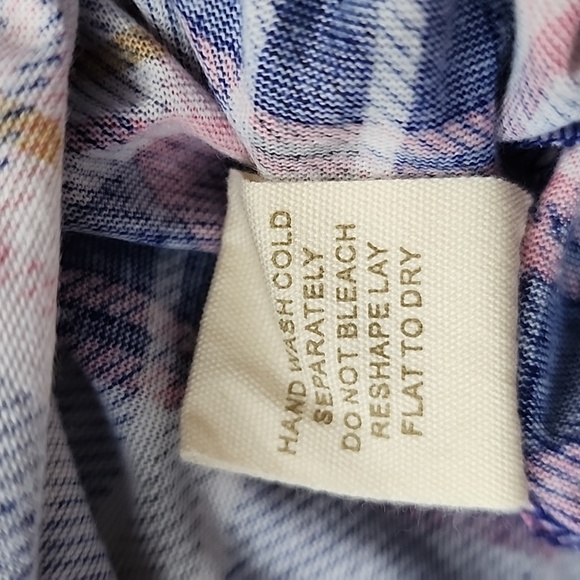 HAND WASH COLD
SEPARATELY
DO NOT BLEACH
RESHAPE LAY
FLAT TO DRY